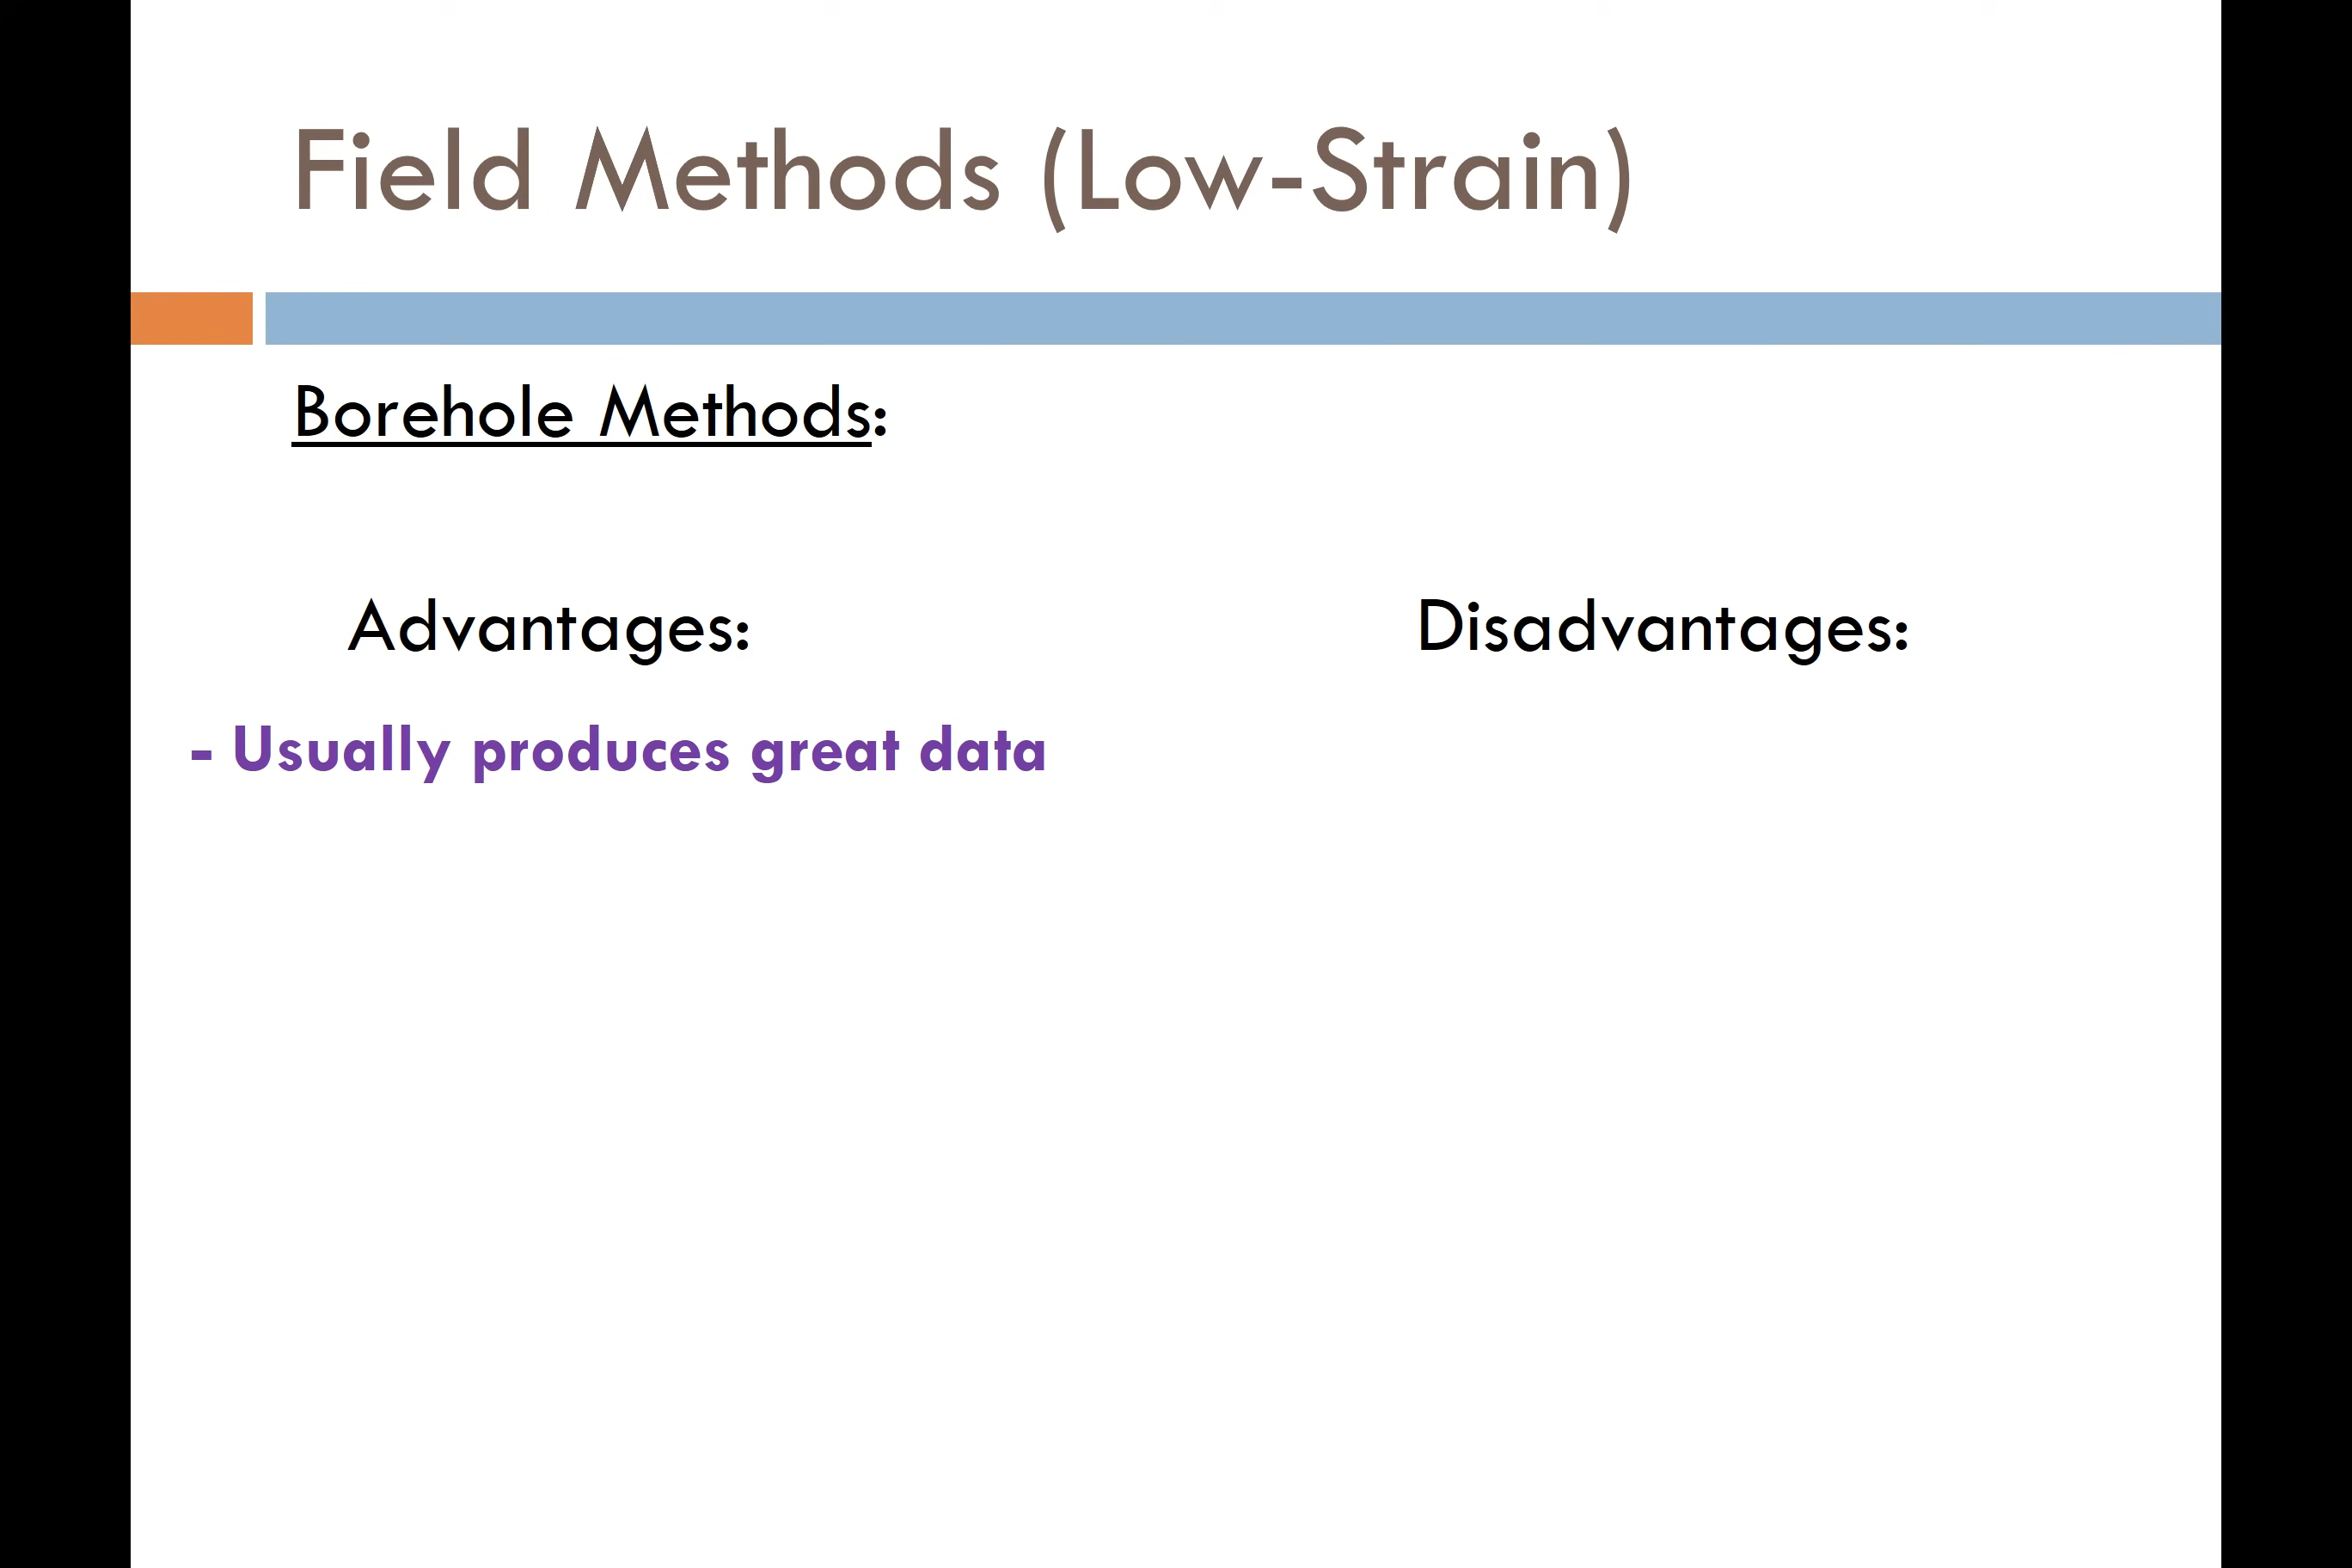 Field Methods (Low-Strain)
Borehole Methods:
Advantages:
Disadvantages:
- Usually produces great data